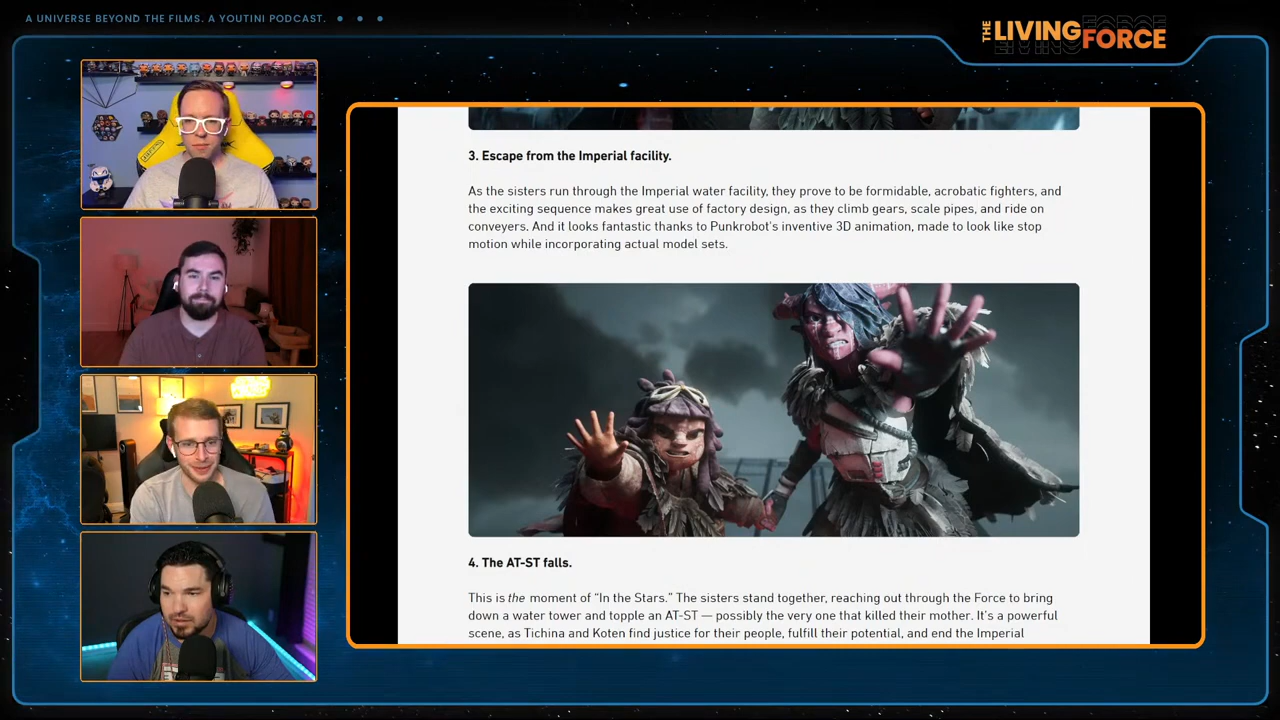 A UNIVERSE BEYOND THE FILMS. A YOUTINI PODCAST.
THE LIVING FORCE
3. Escape from the Imperial facility.
As the sisters run through the Imperial water facility, they prove to be formidable, acrobatic fighters, and
the exciting sequence makes great use of factory design, as they climb gears, scale pipes, and ride on
conveyers. And it looks fantastic thanks to Punkrobot's inventive 3D animation, made to look like stop
motion while incorporating actual model sets.
4. The AT-ST falls.
This is the moment of “In the Stars.” The sisters stand together, reaching out through the Force to bring
down a water tower and topple an AT-ST — possibly the very one that killed their mother. It's a powerful
scene, as Tichina and Koten find justice for their people, fulfill their potential, and end the Imperial